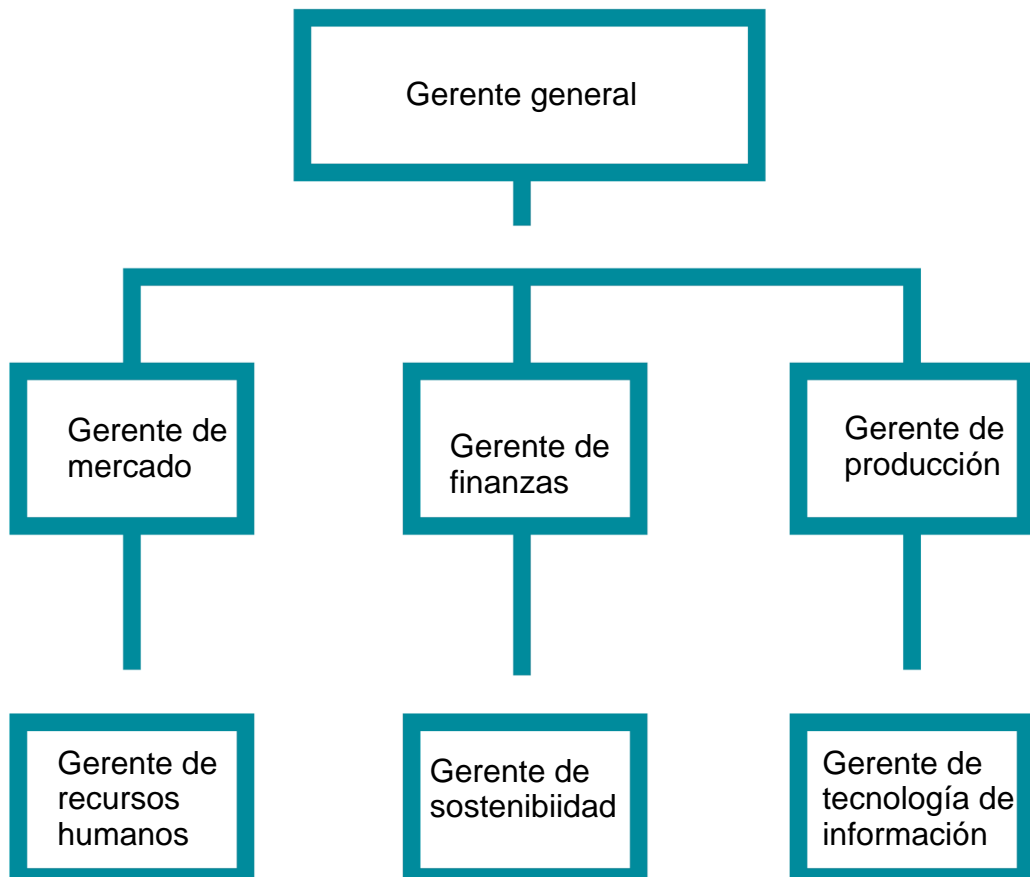 Gerente general
Gerente de
mercado
Gerente de
finanzas
Gerente de
producción
Gerente de
recursos
humanos
Gerente de
sostenibiidad
Gerente de
tecnología de
información